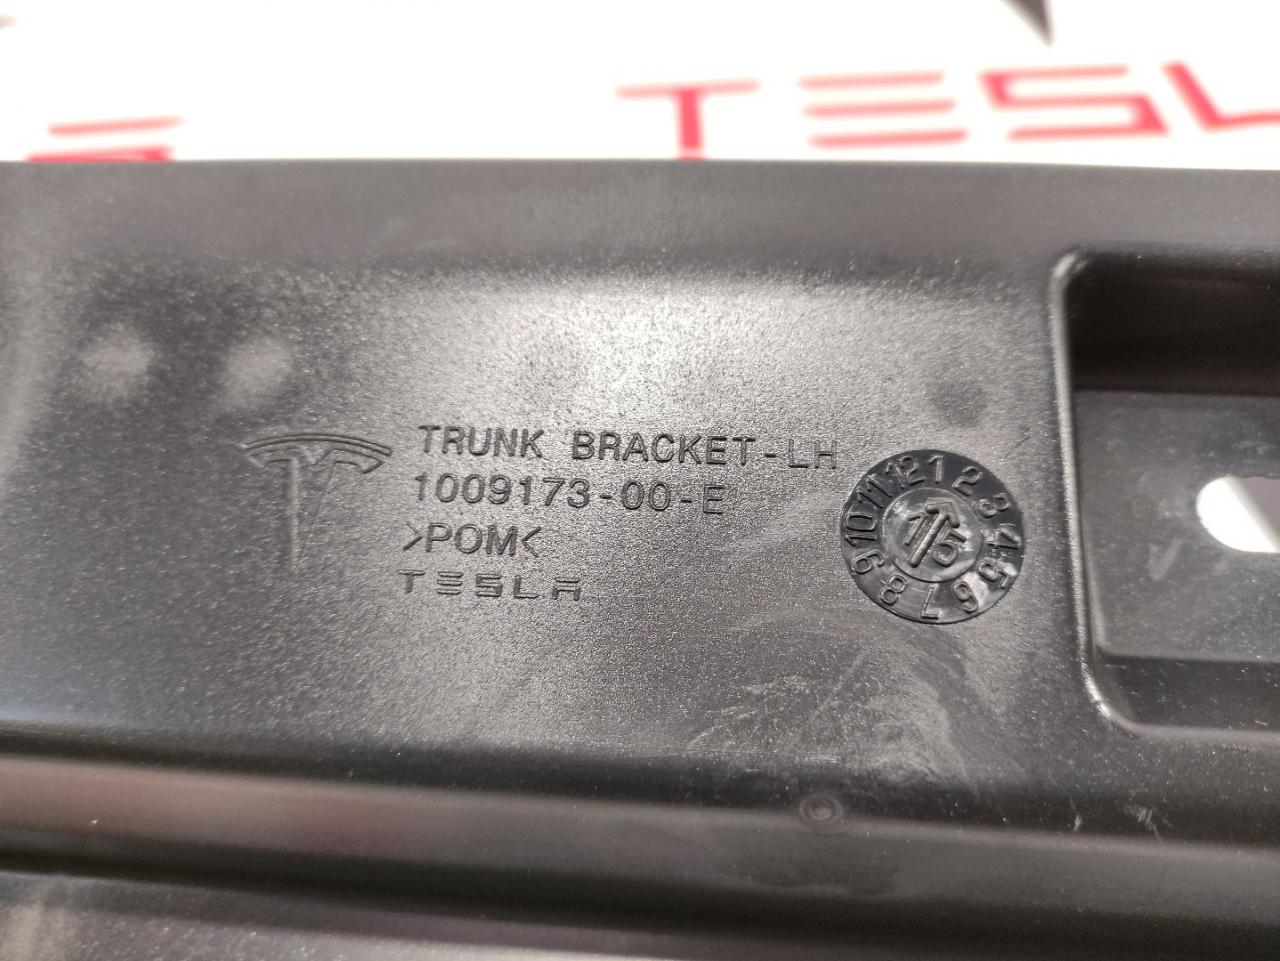 TESLA
TRUNK BRACKET-LH
1009173-00-E
>POM<
TESLA
12 1 2 3 4 5 6 7 8 9 10 11
15